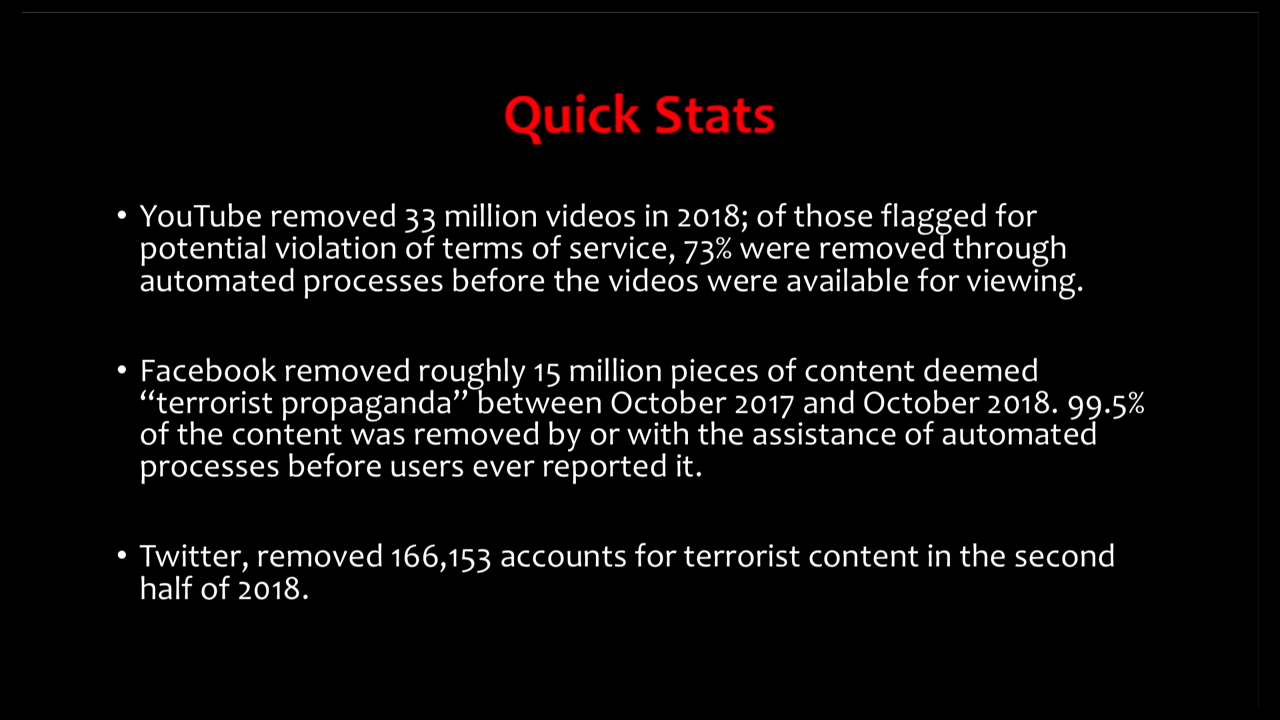 Quick Stats
• YouTube removed 33 million videos in 2018; of those flagged for
potential violation of terms of service, 73% were removed through
automated processes before the videos were available for viewing.
• Facebook removed roughly 15 million pieces of content deemed
“terrorist propaganda” between October 2017 and October 2018. 99.5%
of the content was removed by or with the assistance of automated
processes before users ever reported it.
• Twitter, removed 166,153 accounts for terrorist content in the second
half of 2018.